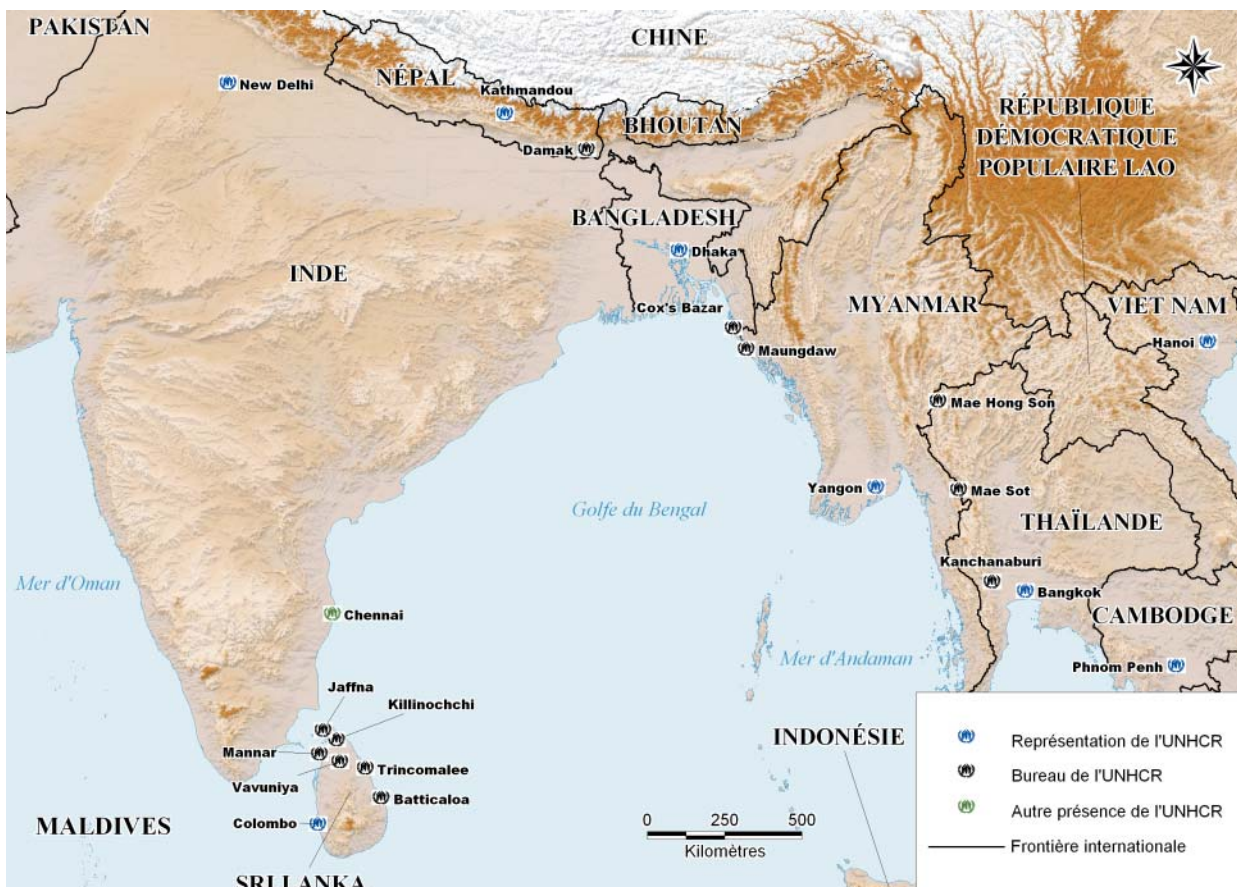 PAKISTAN
CHINE
New Delhi
NÉPAL
Kathmandou
BHOUTAN
Damak
RÉPUBLIQUE
DÉMOCRATIQUE
POPULAIRE LAO
BANGLADESH
Dhaka
INDE
Cox's Bazar
Maungdaw
MYANMAR
VIET NAM
Hanoi
Mae Hong Son
Yangon
Mae Sot
Golfe du Bengal
THAÏLANDE
Kanchanaburi
Bangkok
Mer d'Oman
Chennai
CAMBODGE
Mer d'Andaman
Phnom Penh
Jaffna
Killinochchi
Mannar
Vavuniya
Trincomalee
Batticaloa
INDONÉSIE
MALDIVES
Colombo
SRI LANKA
0 250 500
Kilomètres
Représentation de l'UNHCR
Bureau de l'UNHCR
Autre présence de l'UNHCR
Frontière internationale